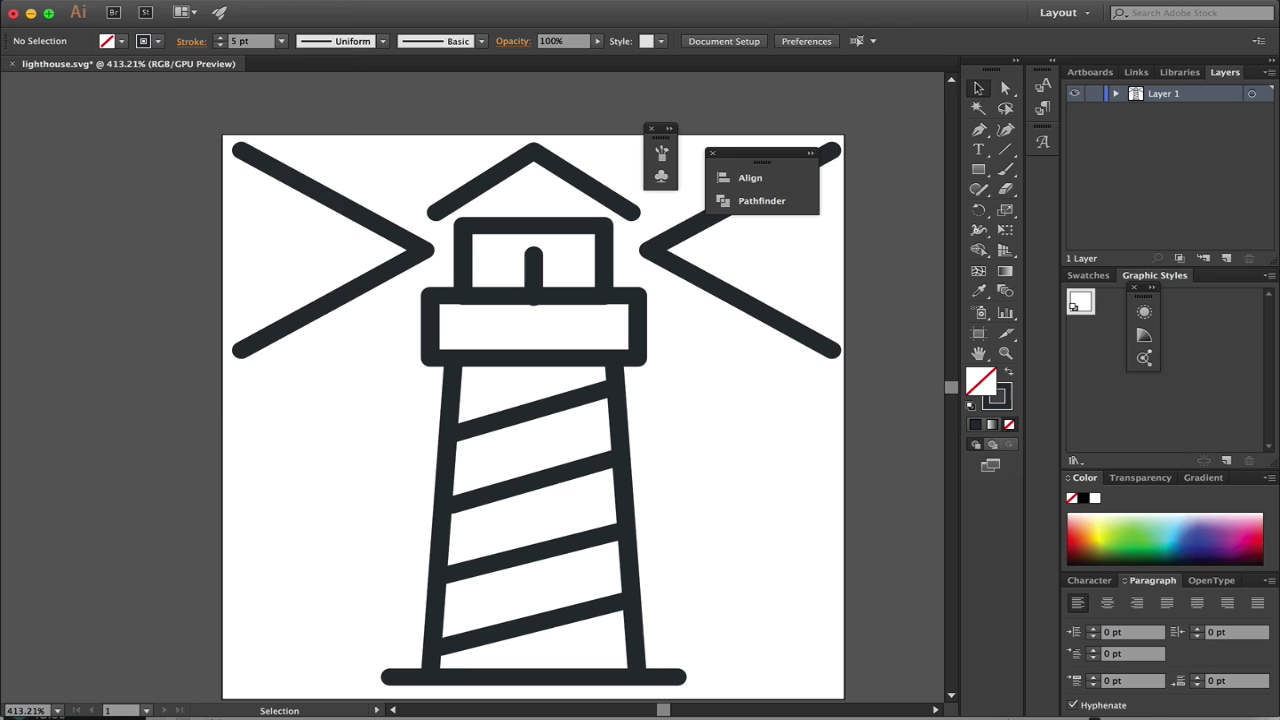 Ai Br St Layout Search Adobe Stock
No Selection Stroke: 5 pt Uniform Basic Opacity: 100% Style: Document Setup Preferences
× lighthouse.svg* @ 413.21% (RGB/GPU Preview)
Artboards Links Libraries Layers
Layer 1
Align
Pathfinder
1 Layer
Swatches Graphic Styles
Color Transparency Gradient
Character Paragraph OpenType
0 pt 0 pt
0 pt
0 pt 0 pt
Hyphenate
413.21% 1 Selection